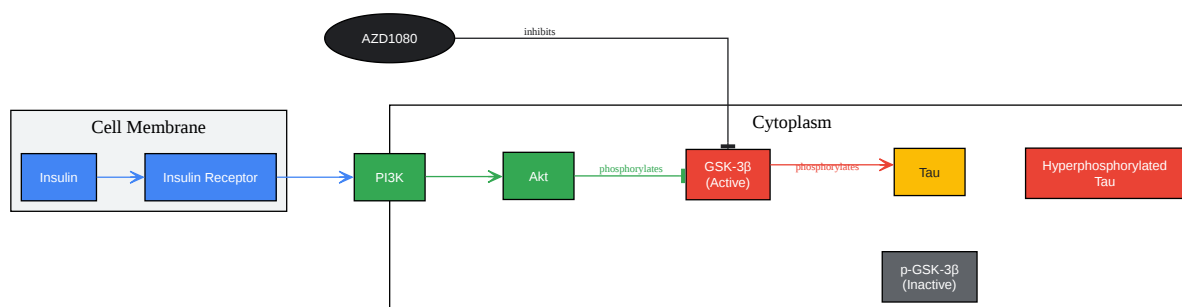 AZD1080
inhibits
Cell Membrane
Cytoplasm
Insulin
Insulin Receptor
PI3K
Akt
phosphorylates
GSK-3β
(Active)
phosphorylates
Tau
Hyperphosphorylated
Tau
p-GSK-3β
(Inactive)